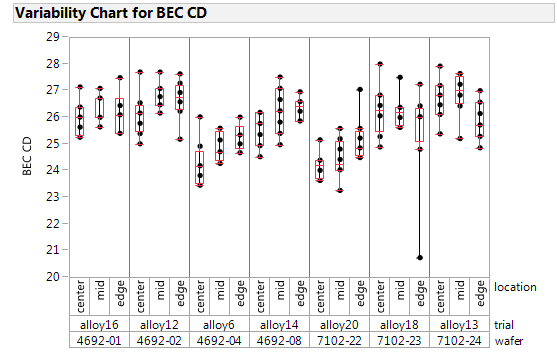 Variability Chart for BEC CD
29
28
27
26
25
24
23
22
21
20
BEC CD
center mid edge center mid edge center mid edge center mid edge center mid edge center mid edge center mid edge location
alloy16 alloy12 alloy6 alloy14 alloy20 alloy18 alloy13 trial
4692-01 4692-02 4692-04 4692-08 7102-22 7102-23 7102-24 wafer